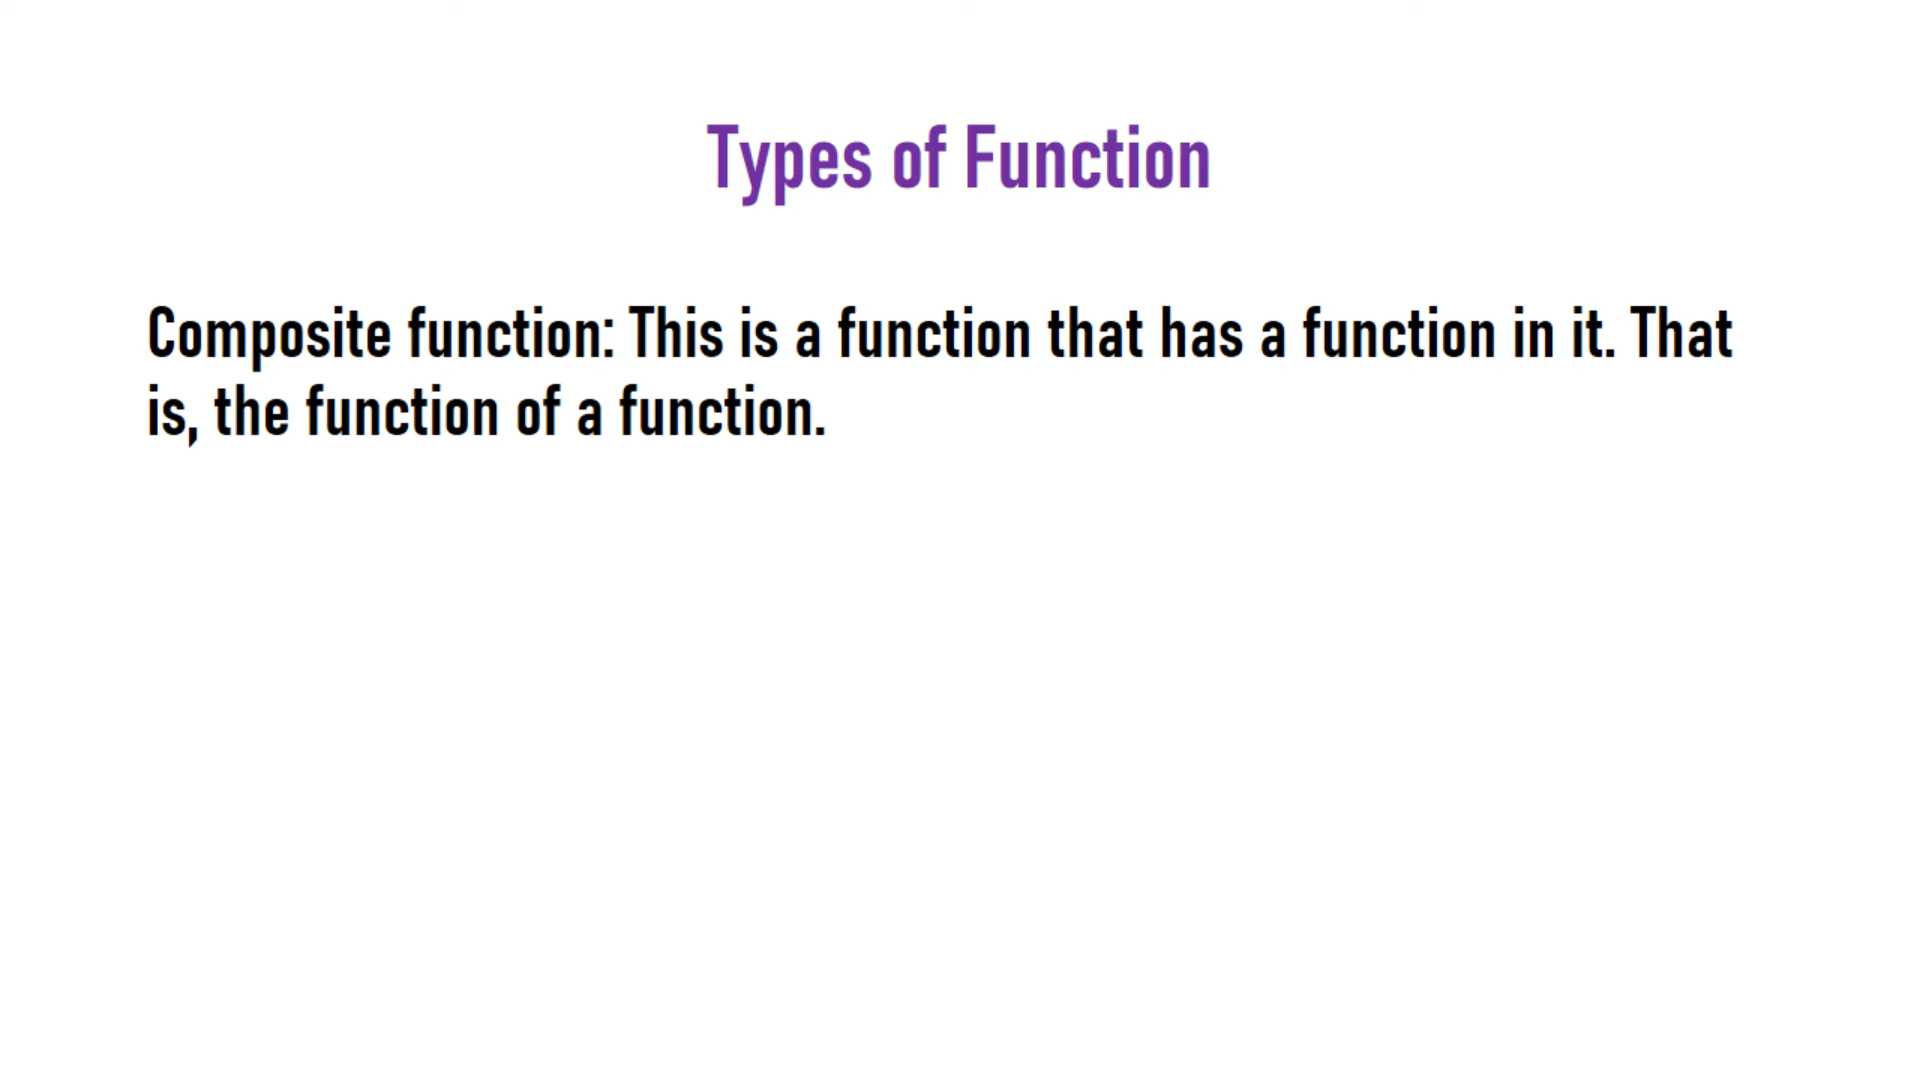 Types of Function
Composite function: This is a function that has a function in it. That
is, the function of a function.